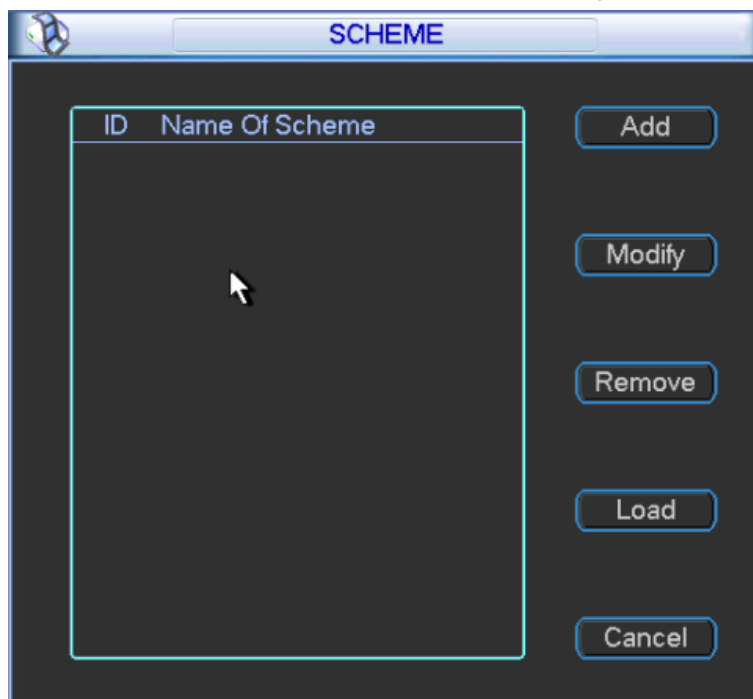 SCHEME
ID Name Of Scheme
Add
Modify
Remove
Load
Cancel